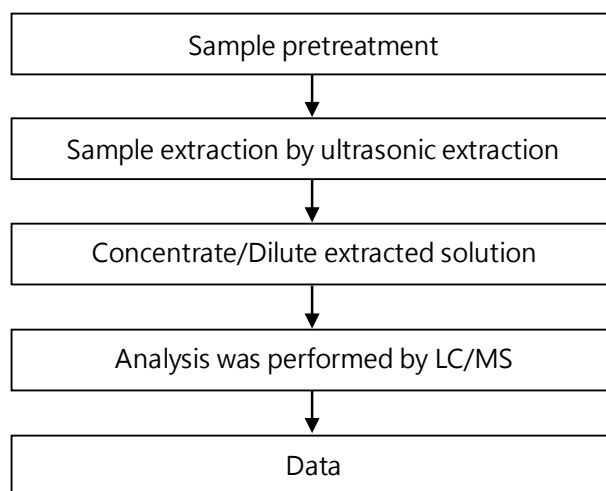 Sample pretreatment
Sample extraction by ultrasonic extraction
Concentrate/Dilute extracted solution
Analysis was performed by LC/MS
Data